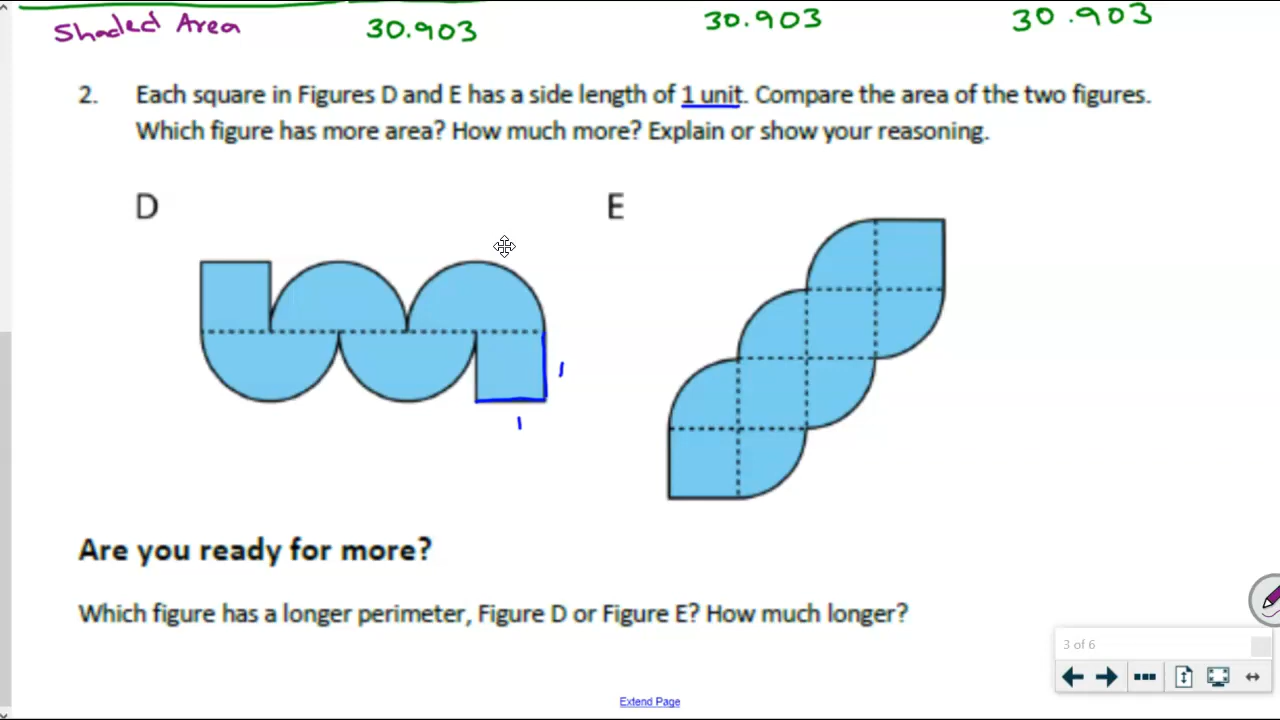 Shaded Area 30.903 30.903 30.903
2. Each square in Figures D and E has a side length of 1 unit. Compare the area of the two figures.
Which figure has more area? How much more? Explain or show your reasoning.
D E
1
1
Are you ready for more?
Which figure has a longer perimeter, Figure D or Figure E? How much longer?
3 of 6
Extend Page